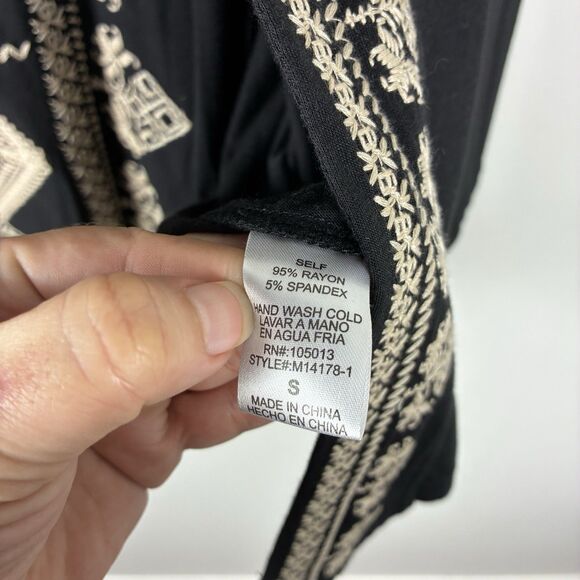 SELF
95% RAYON
5% SPANDEX
HAND WASH COLD
LAVAR A MANO
EN AGUA FRIA
RN#:105013
STYLE#:M14178-1
S
MADE IN CHINA
HECHO EN CHINA